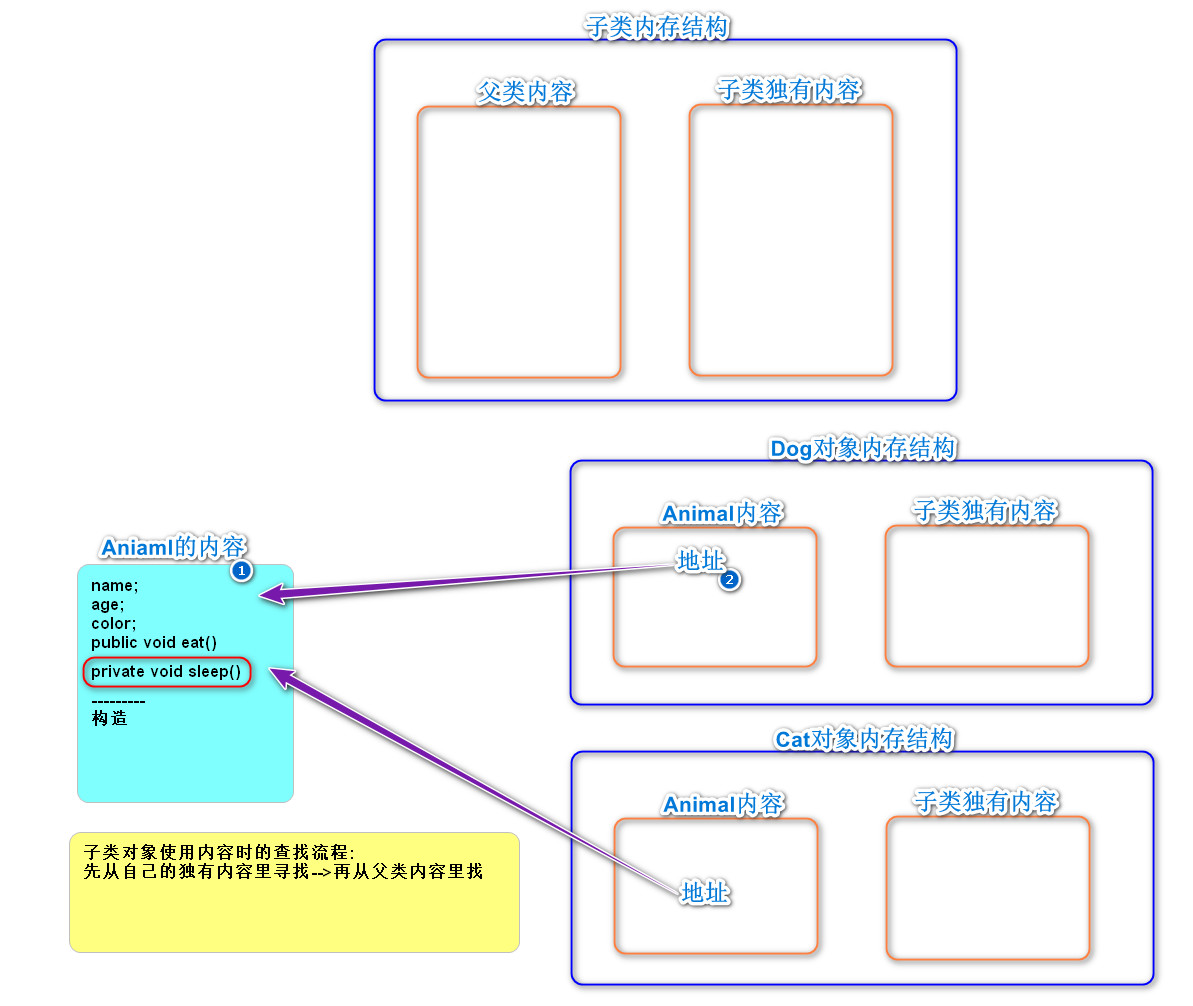 子类内存结构
父类内容
子类独有内容
Dog对象内存结构
Animal内容
子类独有内容
地址
2
Aniaml的内容
1
name;
age;
color;
public void eat()
private void sleep()
---------
构造
Cat对象内存结构
Animal内容
子类独有内容
地址
子类对象使用内容时的查找流程:
先从自己的独有内容里寻找-->再从父类内容里找